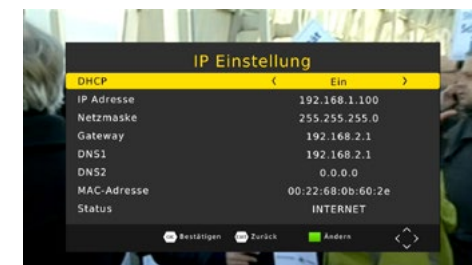 IP Einstellung
DHCP < Ein >
IP Adresse 192.168.1.100
Netzmaske 255.255.255.0
Gateway 192.168.2.1
DNS1 192.168.2.1
DNS2 0.0.0.0
MAC-Adresse 00:22:68:0b:60:2e
Status INTERNET
OK Bestätigen EXIT Zurück Ändern